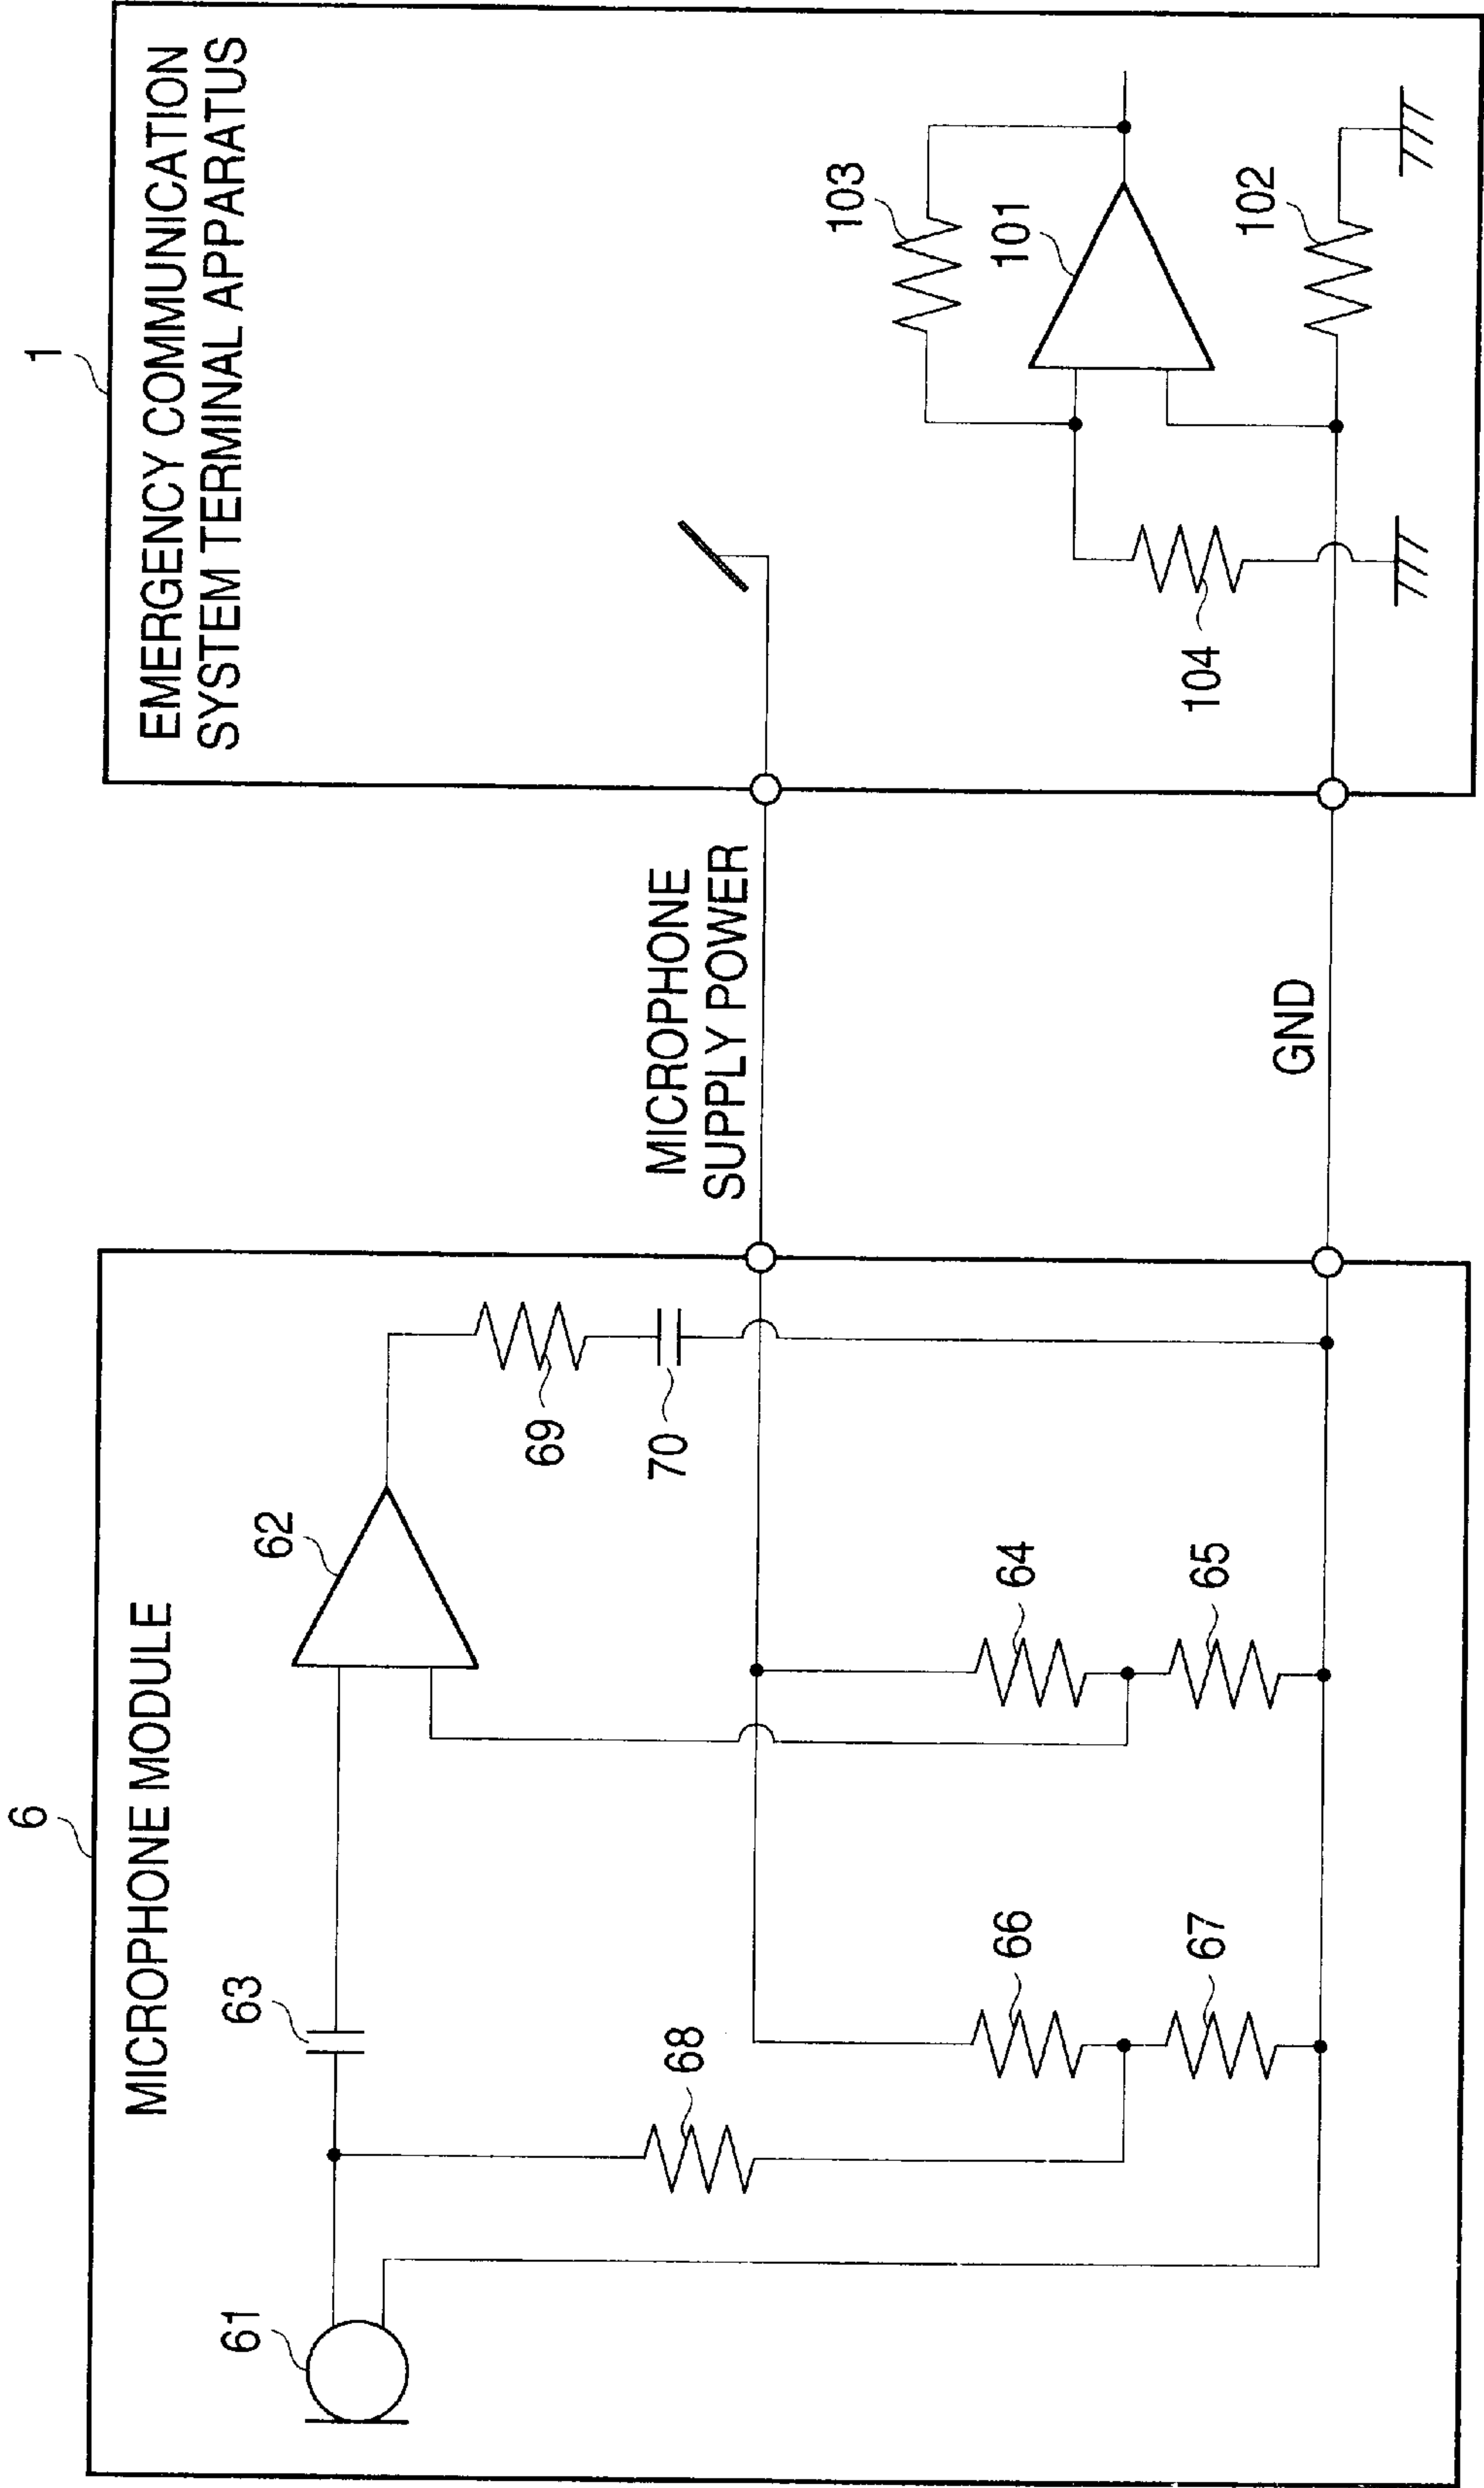 6
MICROPHONE MODULE
61
63
62
68
69
70
66
64
67
65
MICROPHONE
SUPPLY POWER
GND
1
EMERGENCY COMMUNICATION
SYSTEM TERMINAL APPARATUS
103
101
104
102